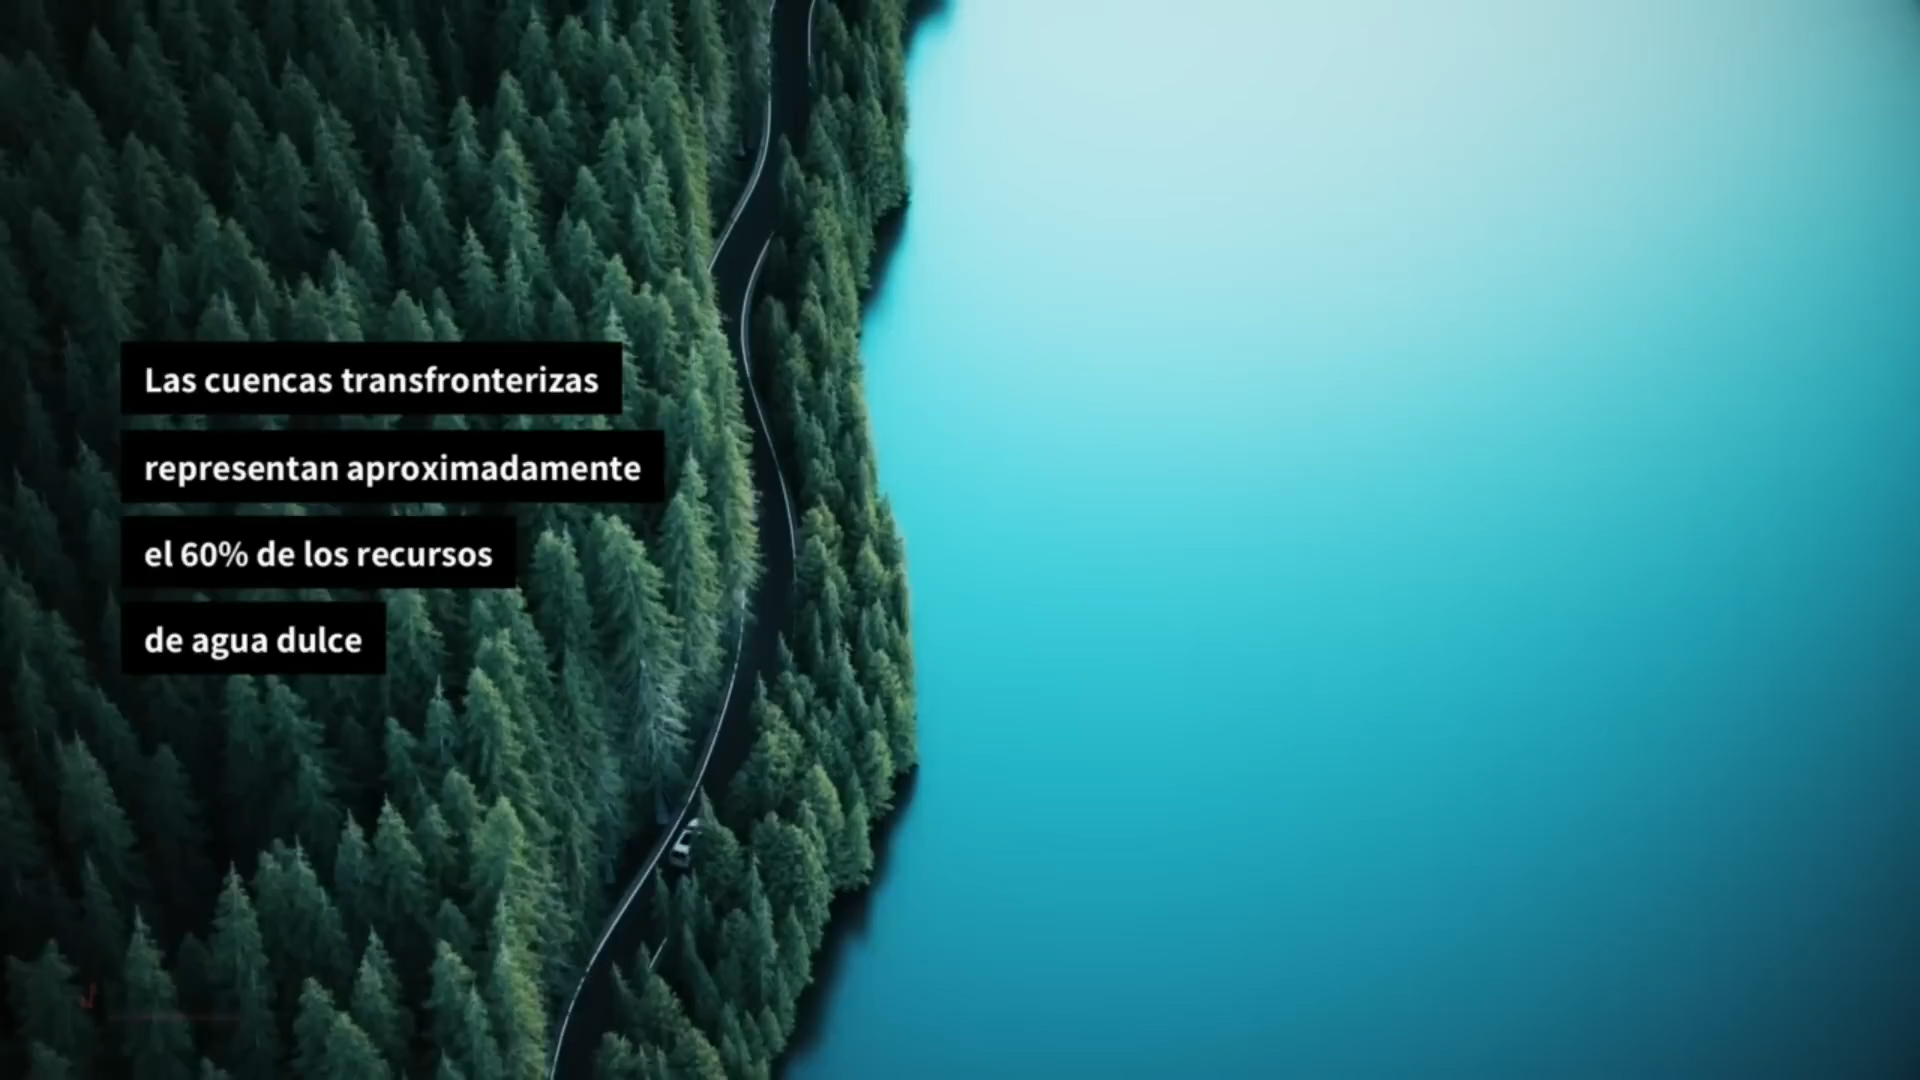 Las cuencas transfronterizas
representan aproximadamente
el 60% de los recursos
de agua dulce